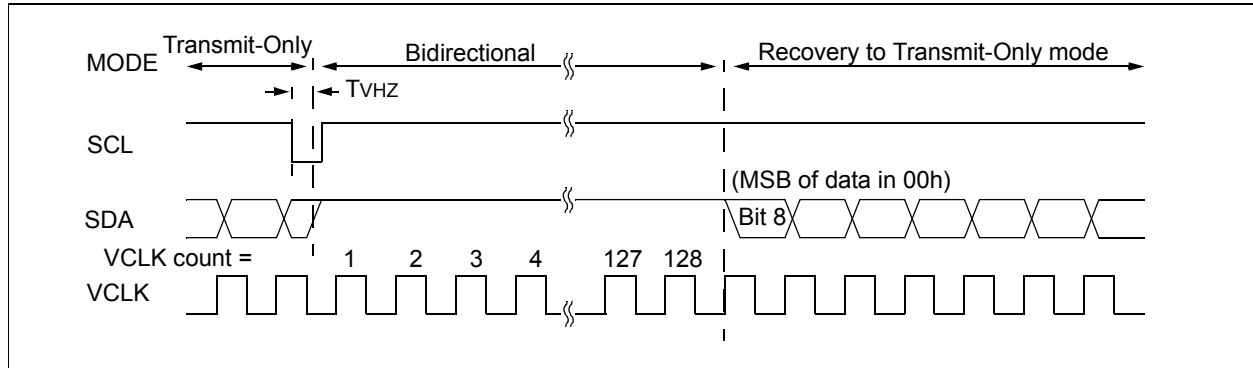 Transmit-Only
Bidirectional
Recovery to Transmit-Only mode
MODE
TVHZ
SCL
(MSB of data in 00h)
SDA
Bit 8
VCLK count = 1 2 3 4 127 128
VCLK